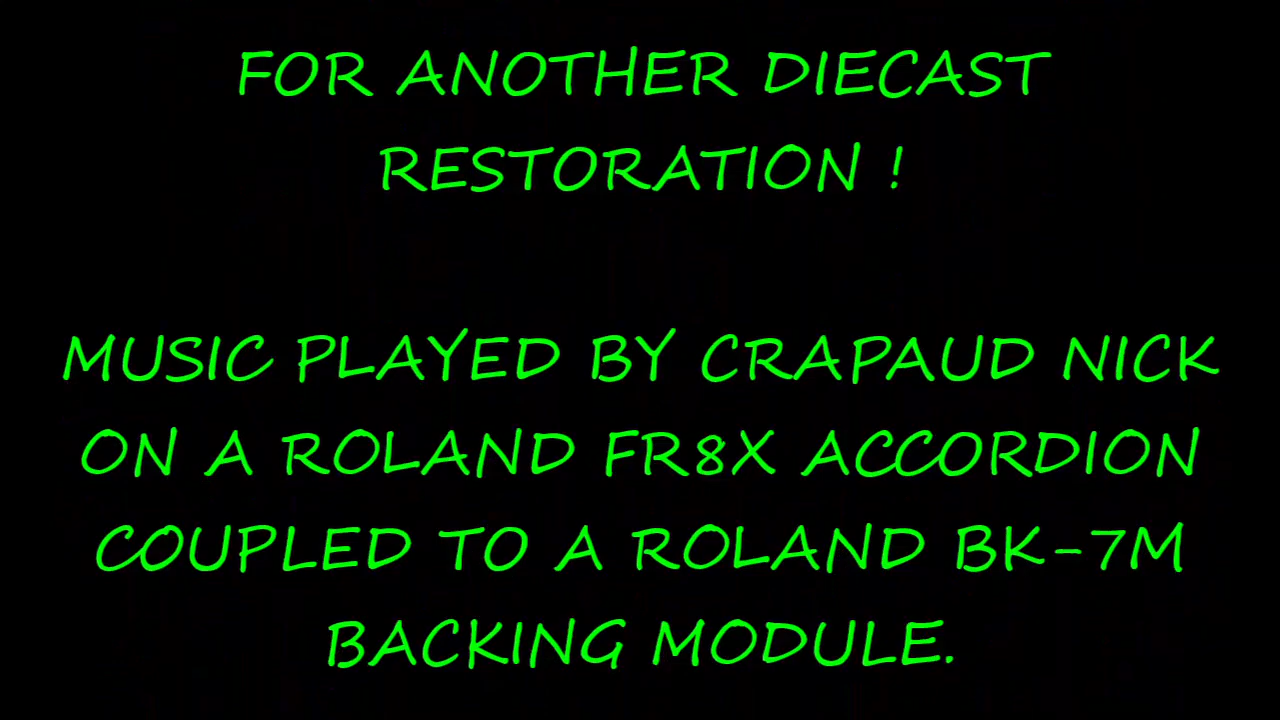 FOR ANOTHER DIECAST
RESTORATION !
MUSIC PLAYED BY CRAPAUD NICK
ON A ROLAND FR8X ACCORDION
COUPLED TO A ROLAND BK-7M
BACKING MODULE.